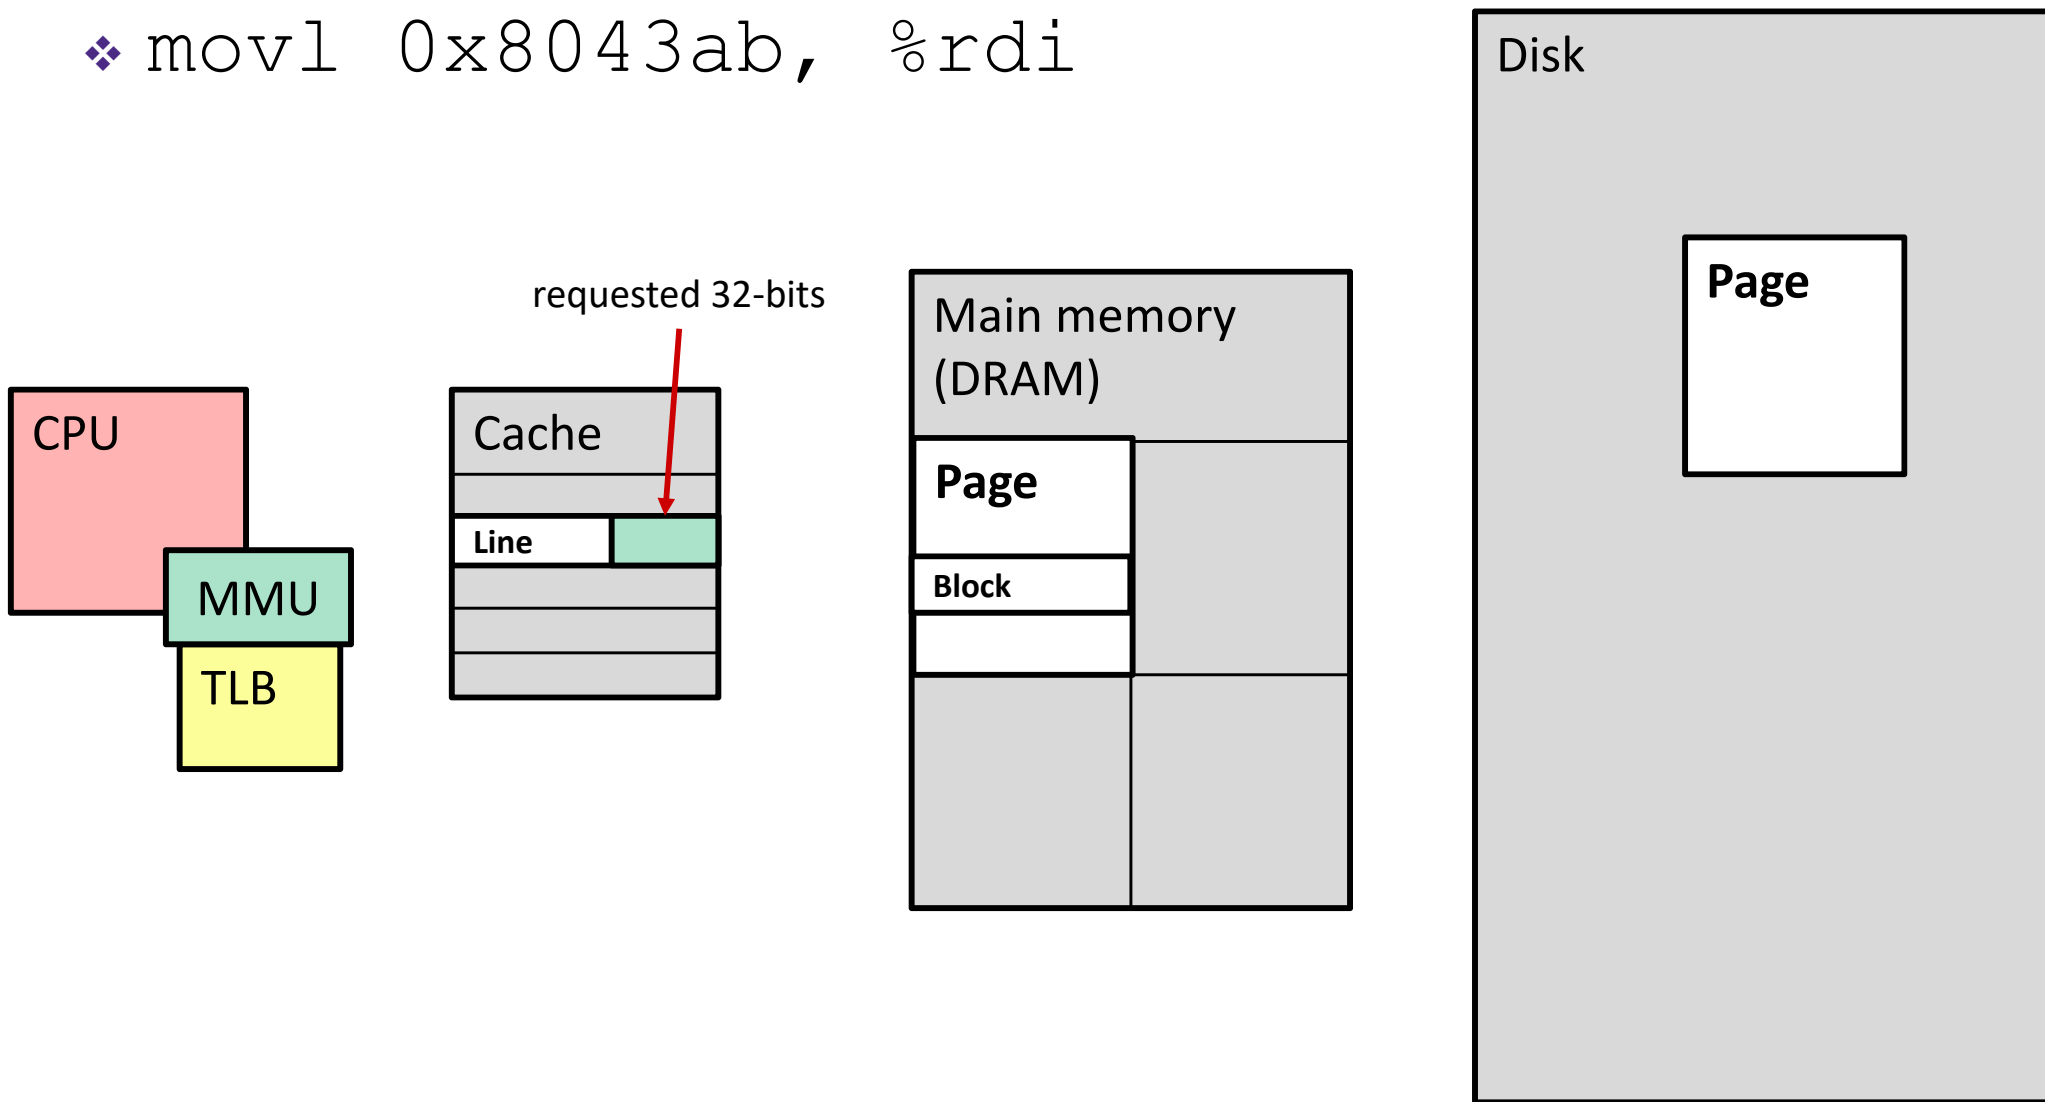 ❖ movl 0x8043ab, %rdi
Disk
Page
requested 32-bits
Main memory
(DRAM)
CPU
Cache
Page
Line
Block
MMU
TLB